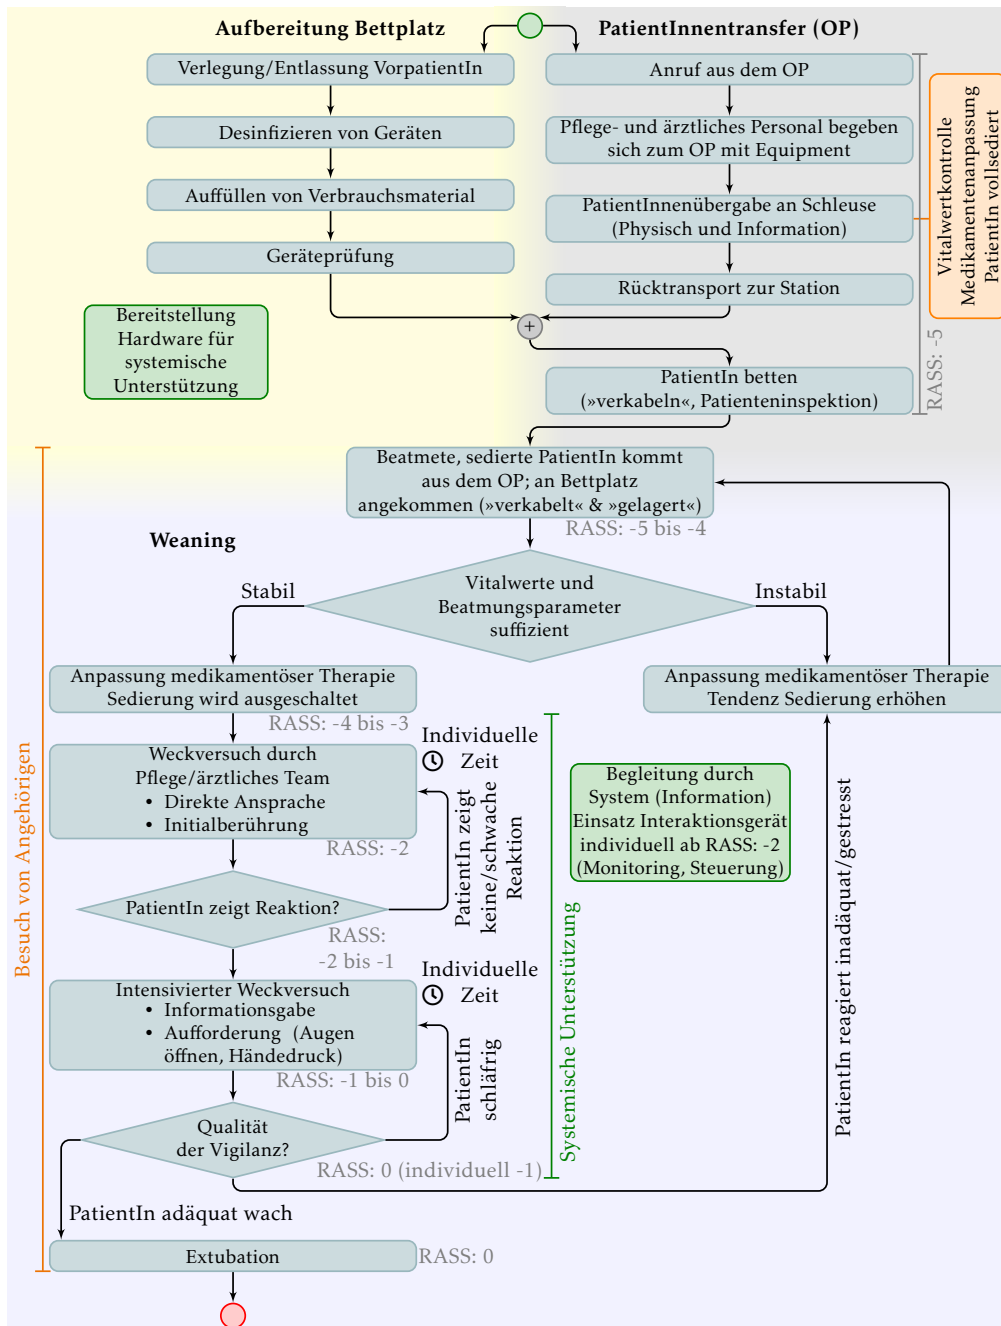 Aufbereitung Bettplatz
PatientInnentransfer (OP)
Verlegung/Entlassung VorpatientIn
Desinfizieren von Geräten
Auffüllen von Verbrauchsmaterial
Geräteprüfung
Anruf aus dem OP
Pflege- und ärztliches Personal begeben
sich zum OP mit Equipment
PatientInnenübergabe an Schleuse
(Physisch und Information)
Rücktransport zur Station
Vitalwertkontrolle
Medikamentenanpassung
PatientIn vollsediert
RASS: -5
Bereitstellung
Hardware für
systemische
Unterstützung
+
PatientIn betten
(»verkabeln«, Patienteninspektion)
Beatmete, sedierte PatientIn kommt
aus dem OP; an Bettplatz
angekommen (»verkabelt« & »gelagert«)
RASS: -5 bis -4
Weaning
Vitalwerte und
Beatmungsparameter
suffizient
Stabil
Instabil
Anpassung medikamentöser Therapie
Sedierung wird ausgeschaltet
RASS: -4 bis -3
Anpassung medikamentöser Therapie
Tendenz Sedierung erhöhen
Weckversuch durch
Pflege/ärztliches Team
• Direkte Ansprache
• Initialberührung
RASS: -2
Individuelle
Zeit
PatientIn zeigt
keine/schwache
Reaktion
PatientIn zeigt Reaktion?
RASS:
-2 bis -1
Begleitung durch
System (Information)
Einsatz Interaktionsgerät
individuell ab RASS: -2
(Monitoring, Steuerung)
Besuch von Angehörigen
Systemische Unterstützung
PatientIn reagiert inadäquat/gestresst
Intensivierter Weckversuch
• Informationsgabe
• Aufforderung (Augen
öffnen, Händedruck)
RASS: -1 bis 0
Individuelle
Zeit
PatientIn
schläfrig
Qualität
der Vigilanz?
RASS: 0 (individuell -1)
PatientIn adäquat wach
Extubation
RASS: 0